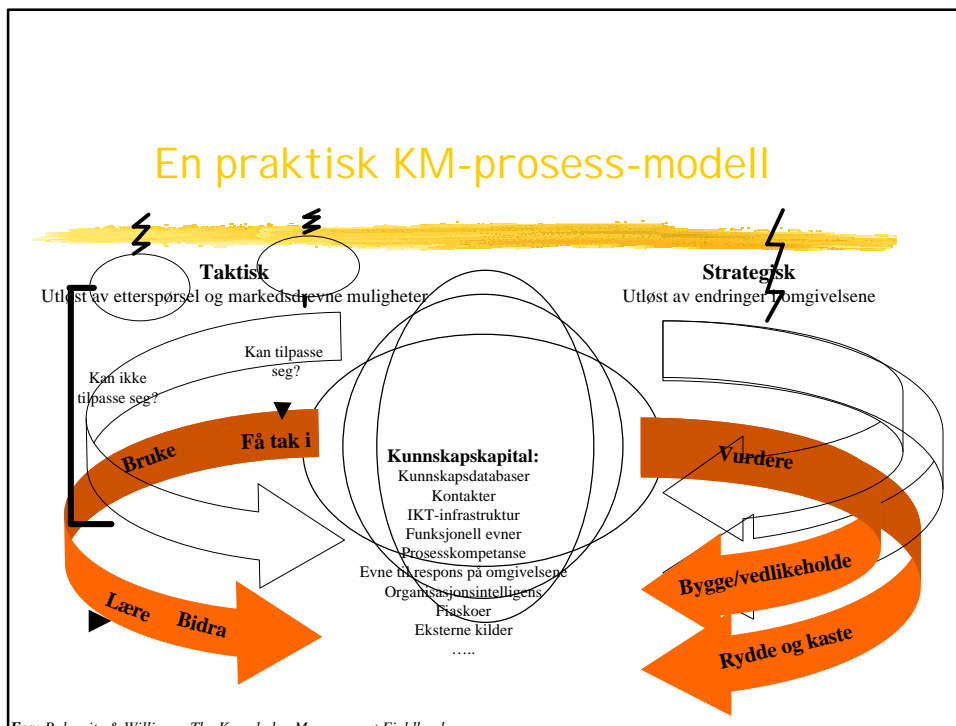 En praktisk KM-prosess-modell
Taktisk
Utløst av etterspørsel og markedsdrevne muligheter
Strategisk
Utløst av endringer i omgivelsene
Kan tilpasse
seg?
Kan ikke
tilpasse seg?
Bruke
Få tak i
Lære
Bidra
Kunnskapskapital:
Kunnskapsdatabaser
Kontakter
IKT-infrastruktur
Funksjonell evner
Prosesskompetanse
Evne til respons på omgivelsene
Organisasjonsintelligens
Fiaskoer
Eksterne kilder
…..
Vurdere
Bygge/vedlikeholde
Rydde og kaste